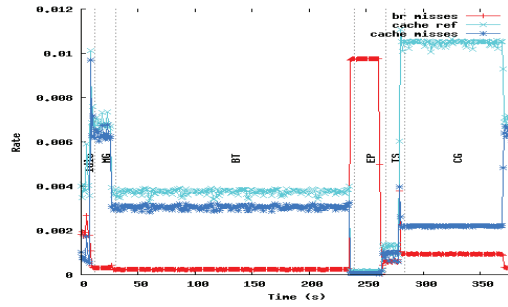 0.012
0.01
0.008
0.006
0.004
0.002
0
Rate
br misses
cache ref
cache misses
Idle
MG
BT
EP
TS
CG
0 50 100 150 200 250 300 350
Time (s)